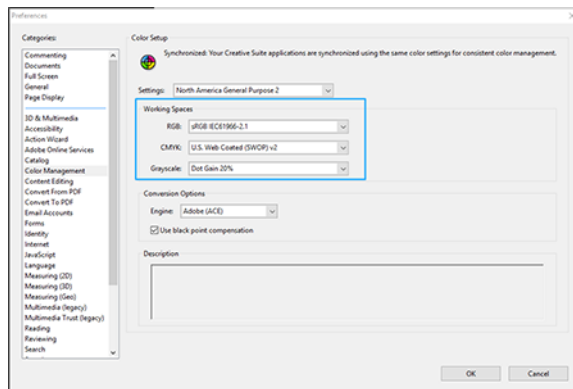 Preferences
Categories:
Commenting
Documents
Full Screen
General
Page Display
3D & Multimedia
Accessibility
Action Wizard
Adobe Online Services
Catalog
Color Management
Content Editing
Convert From PDF
Convert To PDF
Email Accounts
Forms
Identity
Internet
JavaScript
Language
Measuring (2D)
Measuring (3D)
Measuring (Geo)
Multimedia (legacy)
Multimedia Trust (legacy)
Reading
Reviewing
Search
Color Setup
Synchronized: Your Creative Suite applications are synchronized using the same color settings for consistent color management.
Settings: North America General Purpose 2
Working Spaces
RGB: sRGB IEC61966-2.1
CMYK: U.S. Web Coated (SWOP) v2
Grayscale: Dot Gain 20%
Conversion Options
Engine: Adobe (ACE)
Use black point compensation
Description
OK Cancel